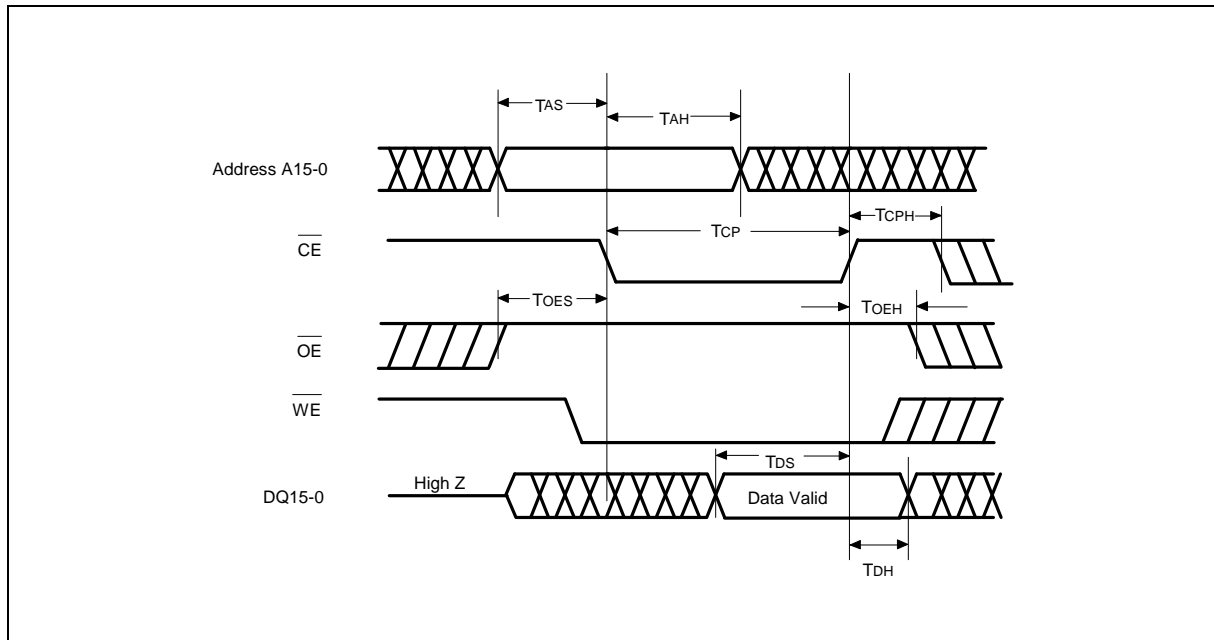 TAS
TAH
Address A15-0
TCPH
TCP
CE
TOES
TOEH
OE
WE
TDS
High Z
DQ15-0
Data Valid
TDH